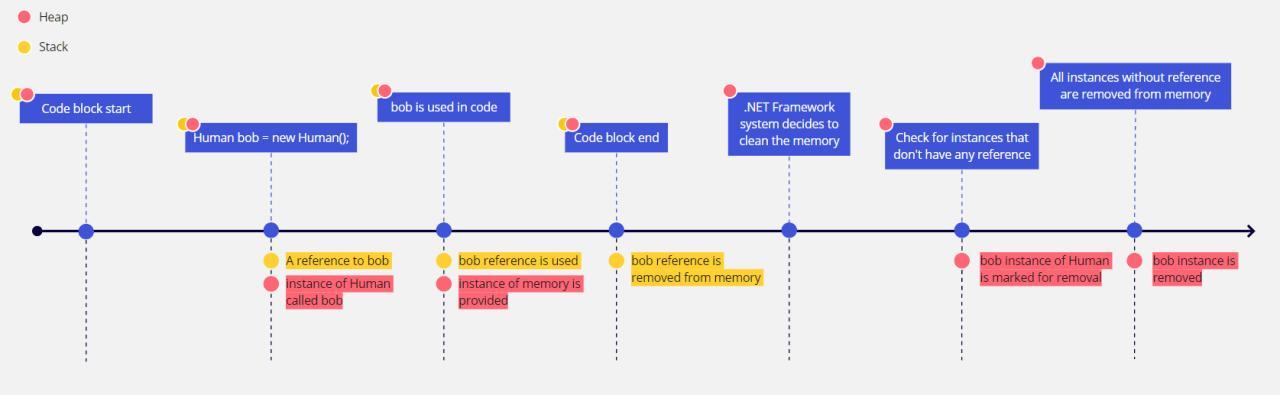 Heap
Stack
Code block start
Human bob = new Human();
bob is used in code
Code block end
.NET Framework
system decides to
clean the memory
Check for instances that
don't have any reference
All instances without reference
are removed from memory
A reference to bob
instance of Human
called bob
bob reference is used
instance of memory is
provided
bob reference is
removed from memory
bob instance of Human
is marked for removal
bob instance is
removed